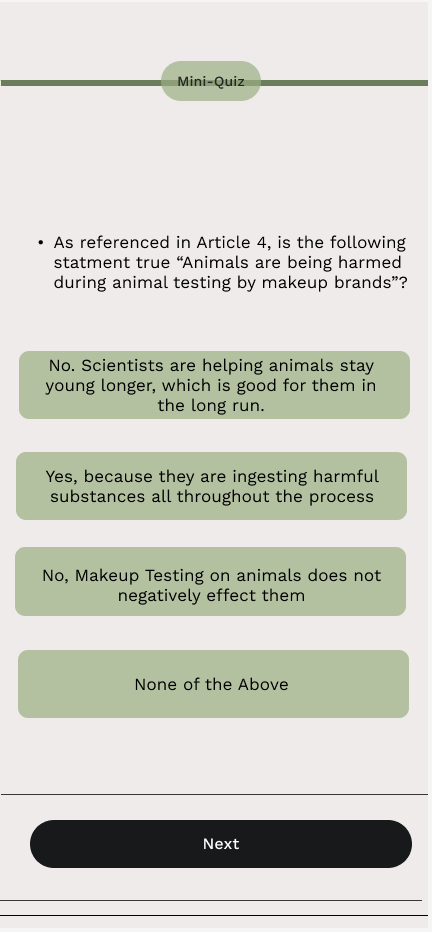 Mini-Quiz
• As referenced in Article 4, is the following
statment true “Animals are being harmed
during animal testing by makeup brands”?
No. Scientists are helping animals stay
young longer, which is good for them in
the long run.
Yes, because they are ingesting harmful
substances all throughout the process
No, Makeup Testing on animals does not
negatively effect them
None of the Above
Next